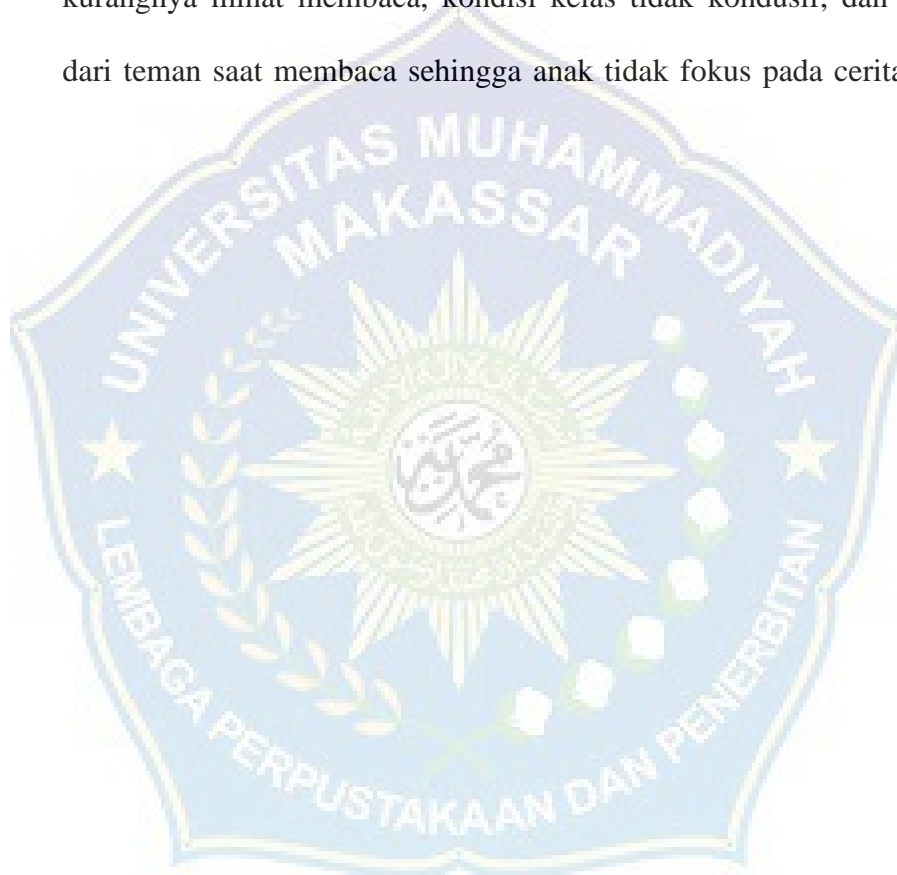 kurangnya minat membaca, kondisi kelas tidak kondusif, dan
dari teman saat membaca sehingga anak tidak fokus pada cerita
UNIVERSITAS MUHAMMADIYAH
MAKASSAR
LEMBAGA PERPUSTAKAAN DAN PENERBITAN